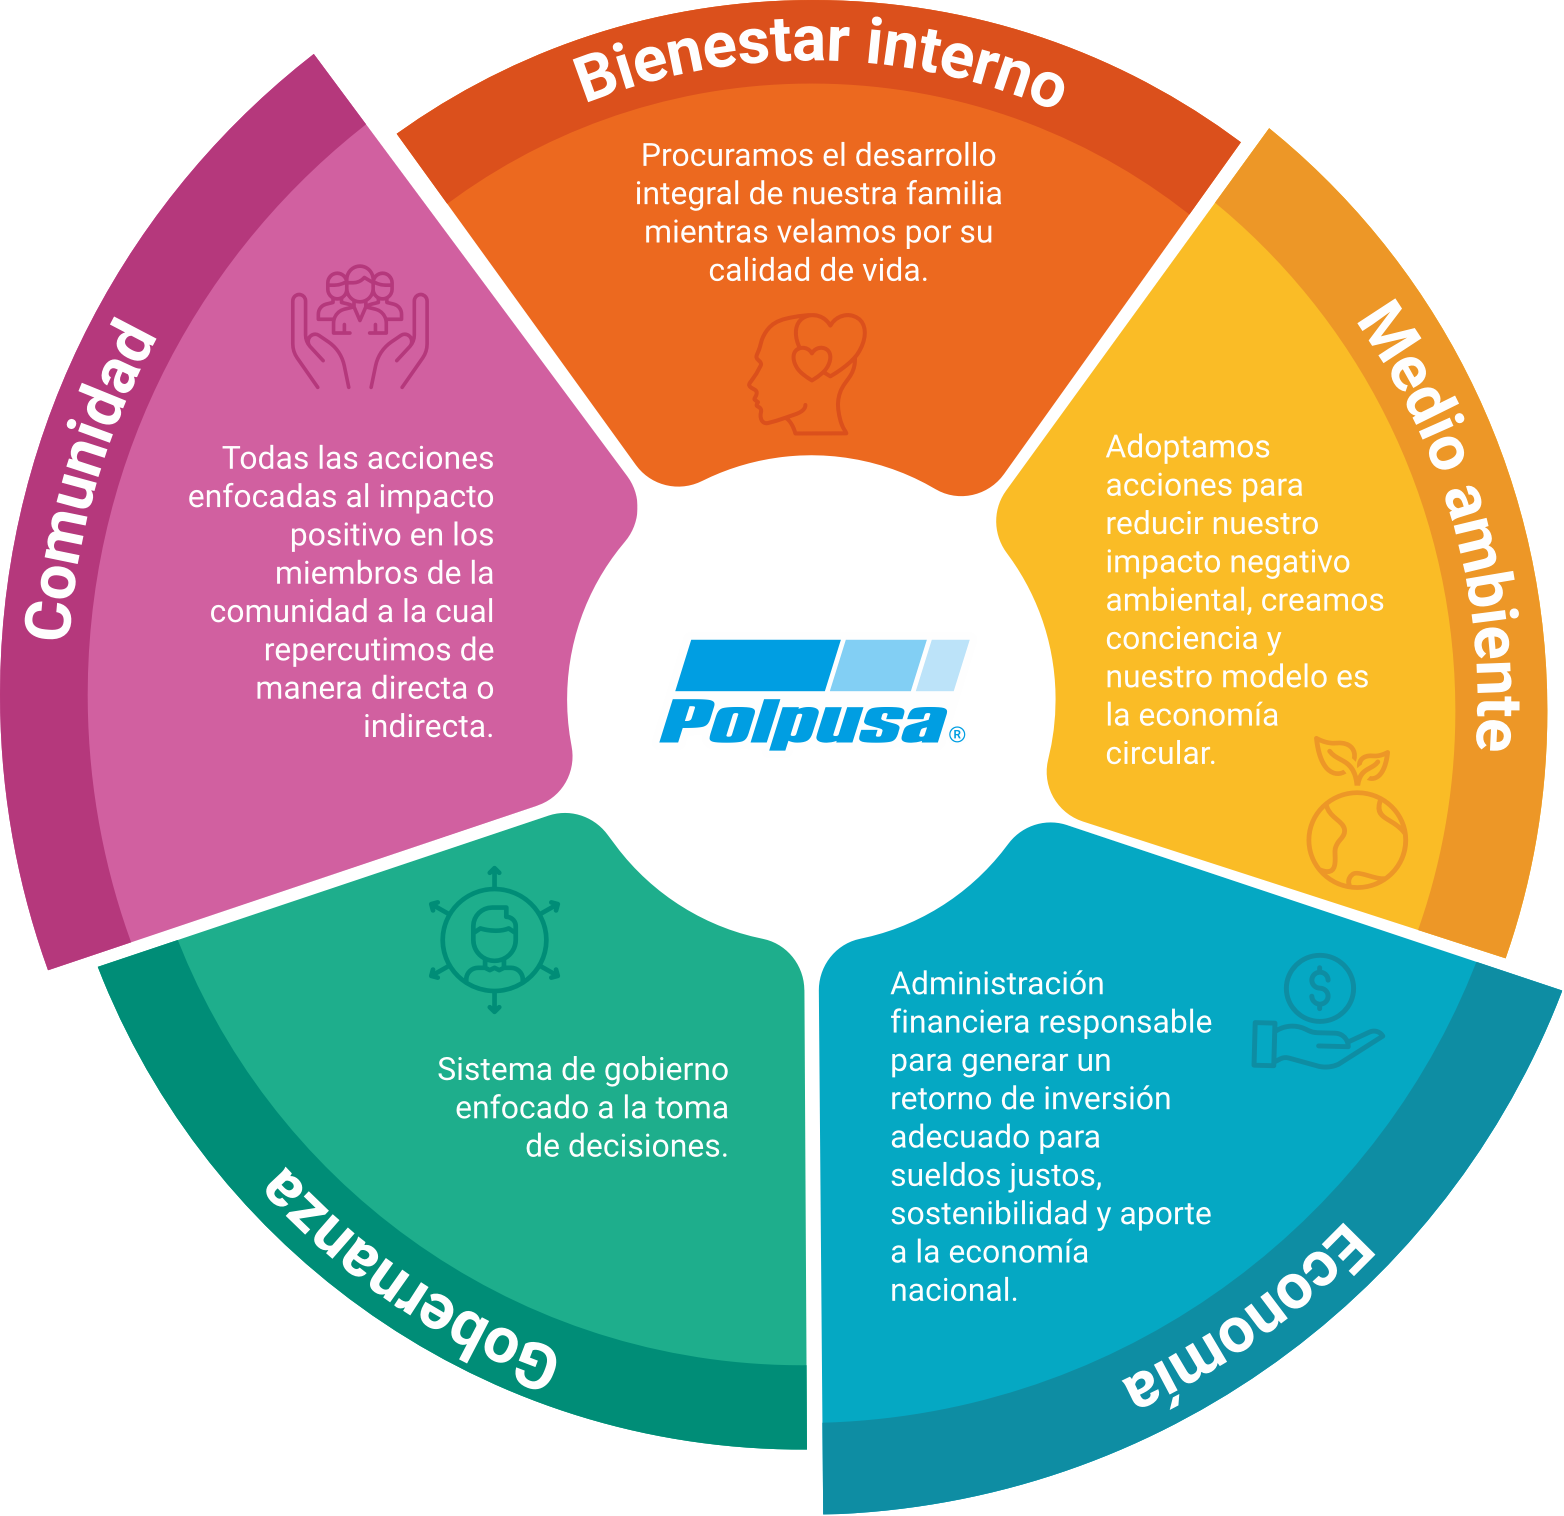 Bienestar interno
Procuramos el desarrollo
integral de nuestra familia
mientras velamos por su
calidad de vida.
Medio ambiente
Adoptamos
acciones para
reducir nuestro
impacto negativo
ambiental, creamos
conciencia y
nuestro modelo es
la economía
circular.
Economía
Administración
financiera responsable
para generar un
retorno de inversión
adecuado para
sueldos justos,
sostenibilidad y aporte
a la economía
nacional.
$
Gobernanza
Sistema de gobierno
enfocado a la toma
de decisiones.
Comunidad
Todas las acciones
enfocadas al impacto
positivo en los
miembros de la
comunidad a la cual
repercutimos de
manera directa o
indirecta.
Polpusa®